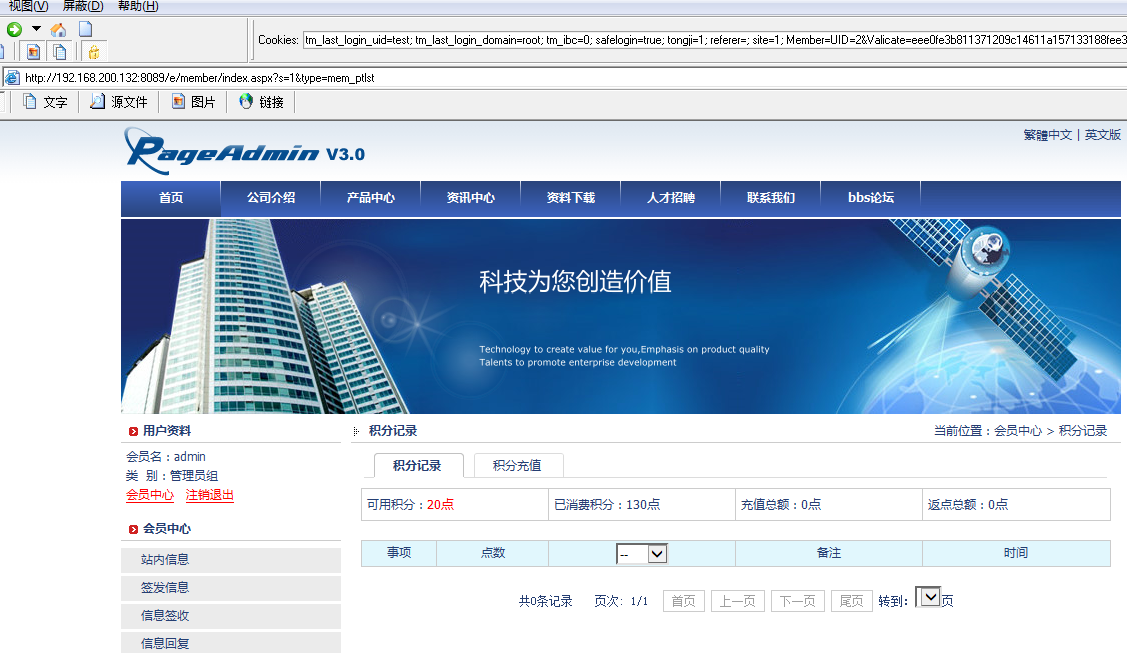 视图(V) 屏蔽(D) 帮助(H)
Cookies: tm_last_login_uid=test; tm_last_login_domain=root; tm_ibc=0; safelogin=true; tongji=1; referer=; site=1; Member=UID=2&Validate=eee0fe3b811371209c14611a157133188fee3
http://192.168.200.132:8089/e/member/index.aspx?s=1&type=mem_ptlst
文字 源文件 图片 链接
PageAdmin V3.0
繁體中文 | 英文版
首页 公司介绍 产品中心 资讯中心 资料下载 人才招聘 联系我们 bbs论坛
科技为您创造价值
Technology to create value for you,Emphasis on product quality
Talents to promote enterprise development
用户资料
会员名：admin
类 别：管理员组
会员中心 注销退出
会员中心
站内信息
签发信息
信息签收
信息回复
积分记录
当前位置：会员中心 > 积分记录
积分记录 积分充值
可用积分：20点 已消费积分：130点 充值总额：0点 返点总额：0点
事项 点数 -- 备注 时间
共0条记录 页次: 1/1 首页 上一页 下一页 尾页 转到: 页